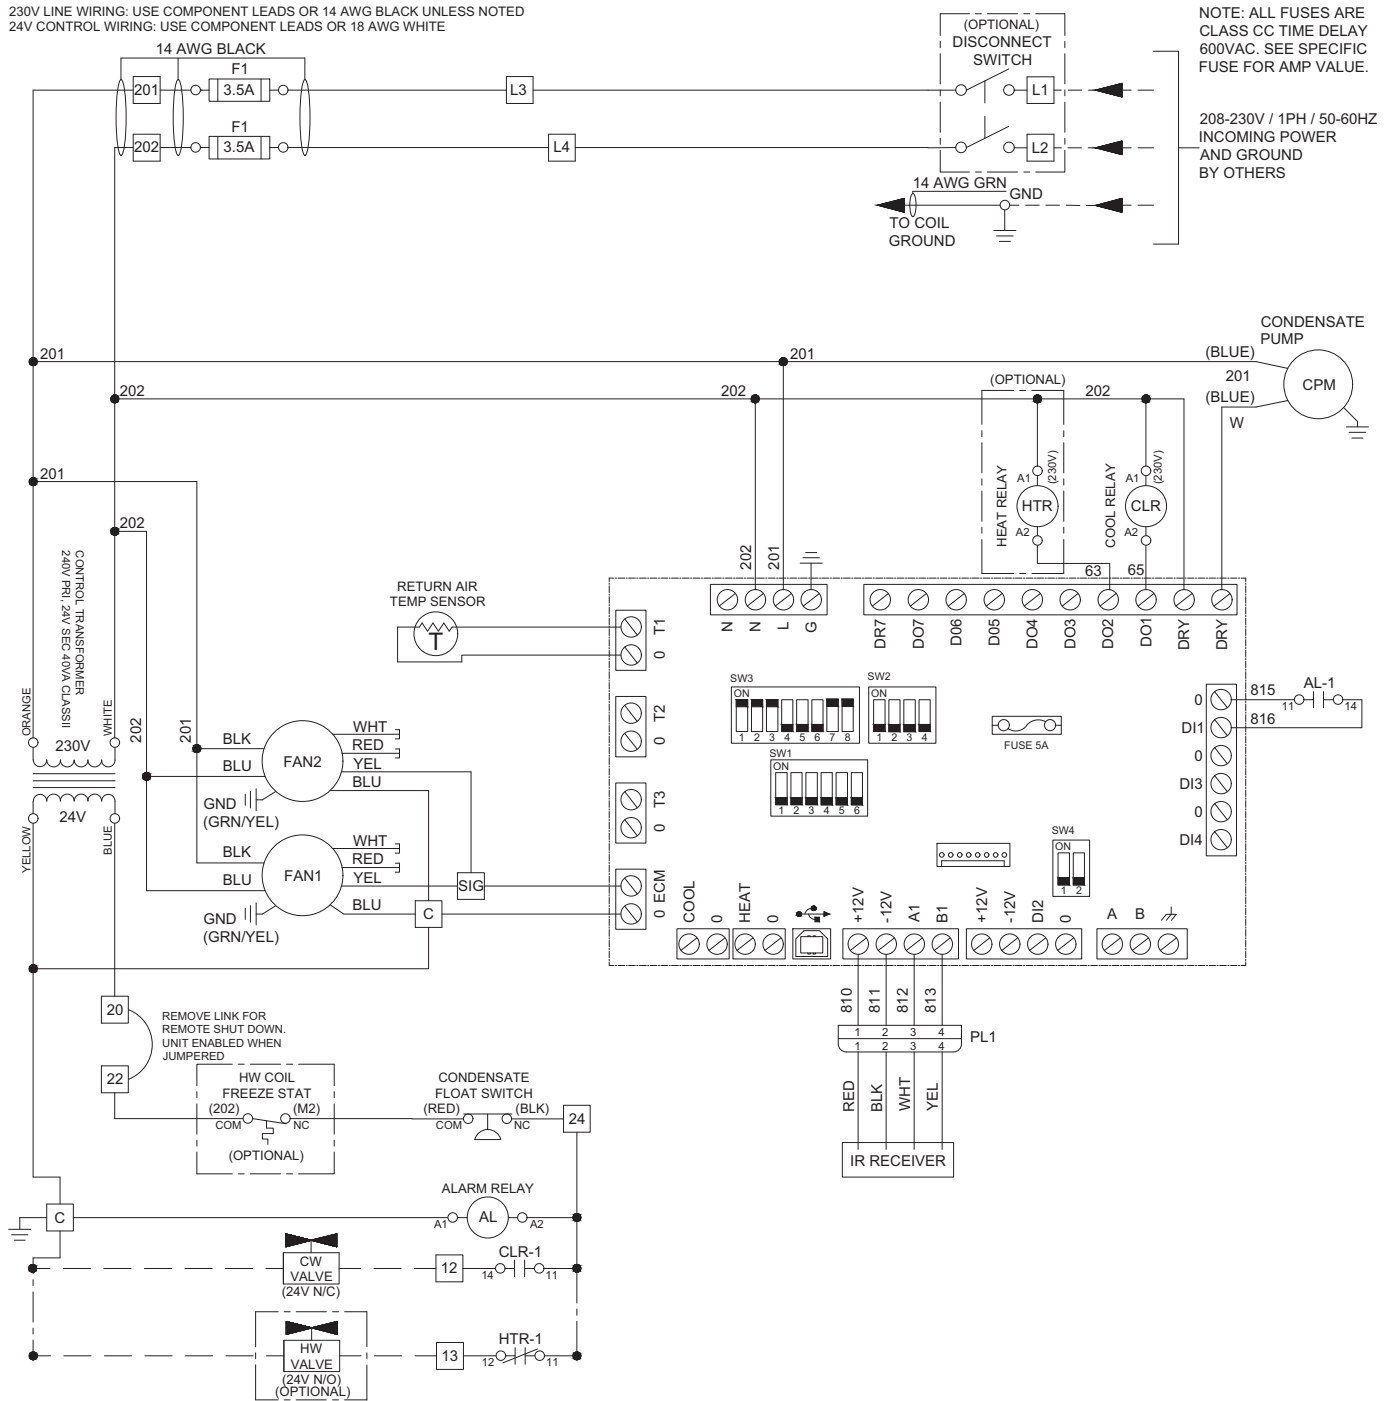 230V LINE WIRING: USE COMPONENT LEADS OR 14 AWG BLACK UNLESS NOTED
24V CONTROL WIRING: USE COMPONENT LEADS OR 18 AWG WHITE
NOTE: ALL FUSES ARE
CLASS CC TIME DELAY
600VAC. SEE SPECIFIC
FUSE FOR AMP VALUE.
14 AWG BLACK
(OPTIONAL)
DISCONNECT
SWITCH
201
F1
3.5A
L3
L1
202
F1
3.5A
L4
L2
208-230V / 1PH / 50-60HZ
INCOMING POWER
AND GROUND
BY OTHERS
14 AWG GRN
GND
TO COIL
GROUND
CONDENSATE
PUMP
201
201
(BLUE)
201
(BLUE)
W
CPM
202
202
(OPTIONAL)
202
201
202
HEAT RELAY
A1
(230V)
HTR
A2
COOL RELAY
A1
(230V)
CLR
A2
63
65
202
201
CONTROL TRANSFORMER
240V PRI, 24V SEC 40VA CLASSII
RETURN AIR
TEMP SENSOR
T
N
N
L
G
DR7
DO7
D06
D05
DO4
DO3
DO2
DO1
DRY
DRY
T1
0
T2
0
T3
0
ECM
0
SW3
ON
1 2 3 4 5 6 7 8
SW2
ON
1 2 3 4
SW1
ON
1 2 3 4 5 6
FUSE 5A
SW4
ON
1 2
0
DI1
0
DI3
0
DI4
815
816
AL-1
11
14
ORANGE
WHITE
202
201
230V
24V
YELLOW
BLUE
BLK
BLU
GND
(GRN/YEL)
FAN2
WHT
RED
YEL
BLU
BLK
BLU
GND
(GRN/YEL)
FAN1
WHT
RED
YEL
BLU
SIG
C
COOL
0
HEAT
0
+12V
-12V
A1
B1
+12V
-12V
DI2
0
A
B
810
811
812
813
1 2 3 4
1 2 3 4
PL1
RED
BLK
WHT
YEL
IR RECEIVER
20
22
REMOVE LINK FOR
REMOTE SHUT DOWN.
UNIT ENABLED WHEN
JUMPERED
HW COIL
FREEZE STAT
(202)
(M2)
COM
NC
(OPTIONAL)
CONDENSATE
FLOAT SWITCH
(RED)
(BLK)
COM
NC
24
ALARM RELAY
C
A1
AL
A2
CW
VALVE
(24V N/C)
12
CLR-1
14
11
HW
VALVE
(24V N/O)
(OPTIONAL)
13
HTR-1
12
11